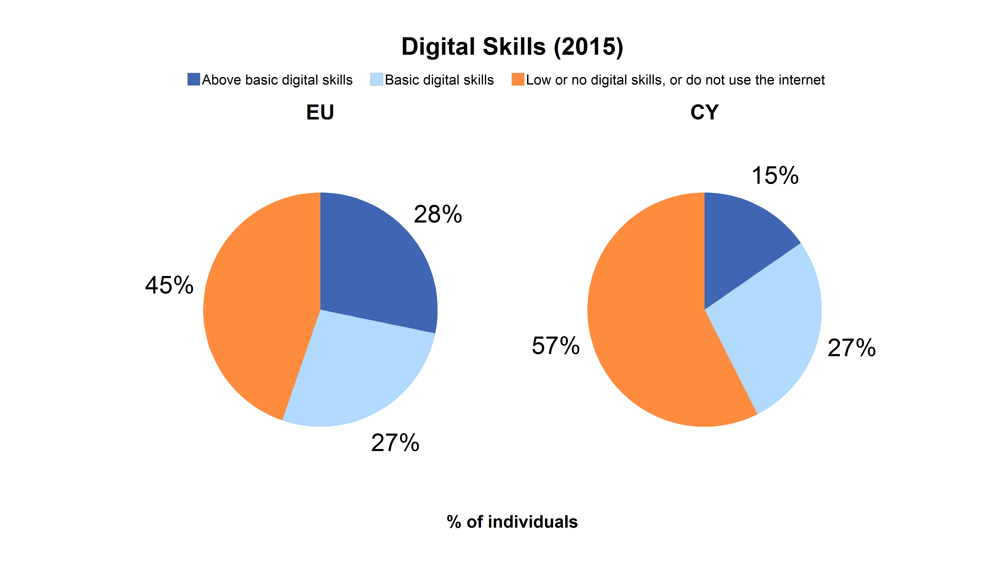 Digital Skills (2015)
Above basic digital skills Basic digital skills Low or no digital skills, or do not use the internet
EU
28%
45%
27%
CY
15%
57%
27%
% of individuals